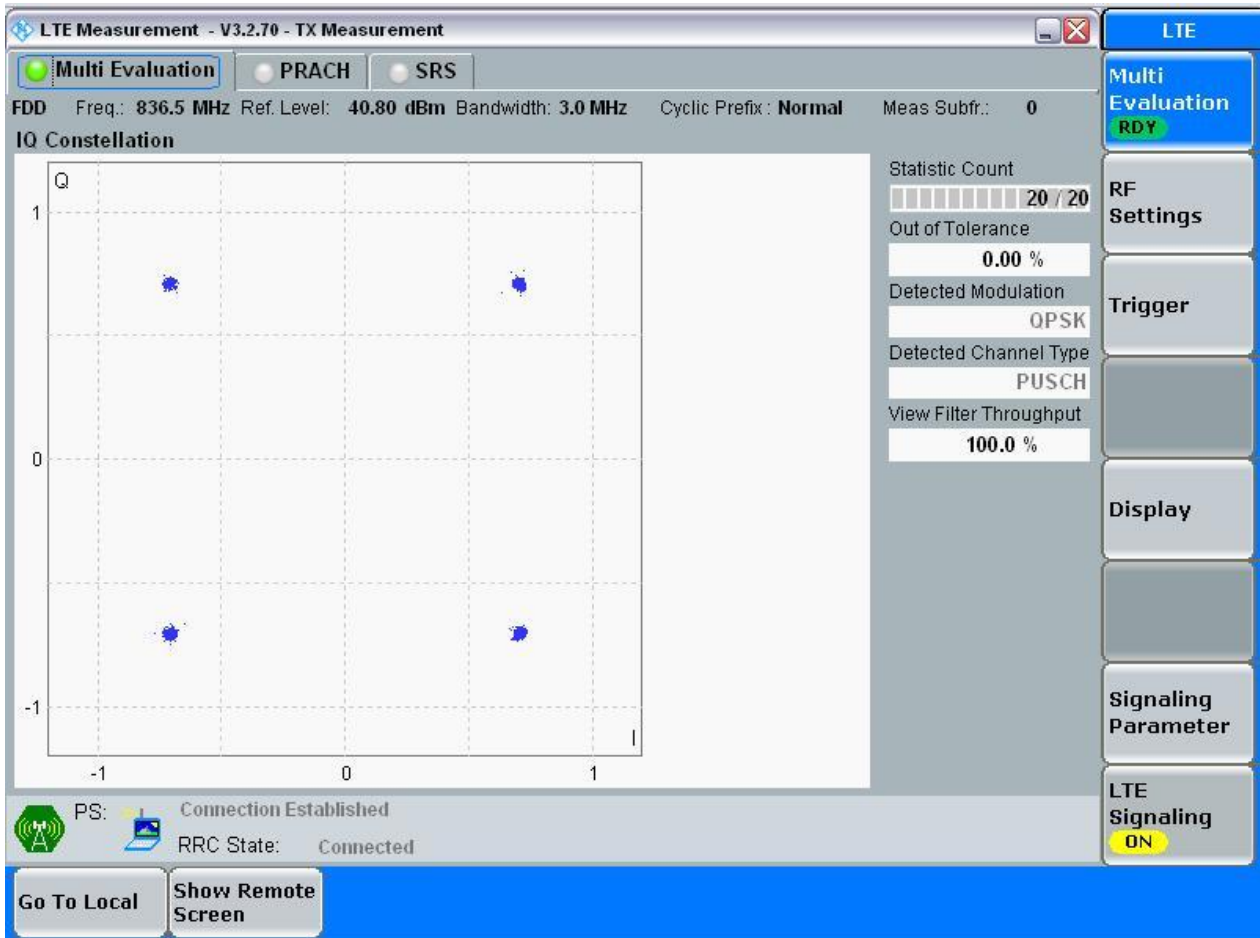 LTE Measurement - V3.2.70 - TX Measurement
LTE
Multi Evaluation PRACH SRS
FDD Freq.: 836.5 MHz Ref. Level: 40.80 dBm Bandwidth: 3.0 MHz Cyclic Prefix : Normal Meas Subfr.: 0
IQ Constellation
Q
1
0
-1
I
-1 0 1
Statistic Count
20 / 20
Out of Tolerance
0.00 %
Detected Modulation
QPSK
Detected Channel Type
PUSCH
View Filter Throughput
100.0 %
PS: Connection Established
RRC State: Connected
Multi
Evaluation
RDY
RF
Settings
Trigger
Display
Signaling
Parameter
LTE
Signaling
ON
Go To Local
Show Remote
Screen